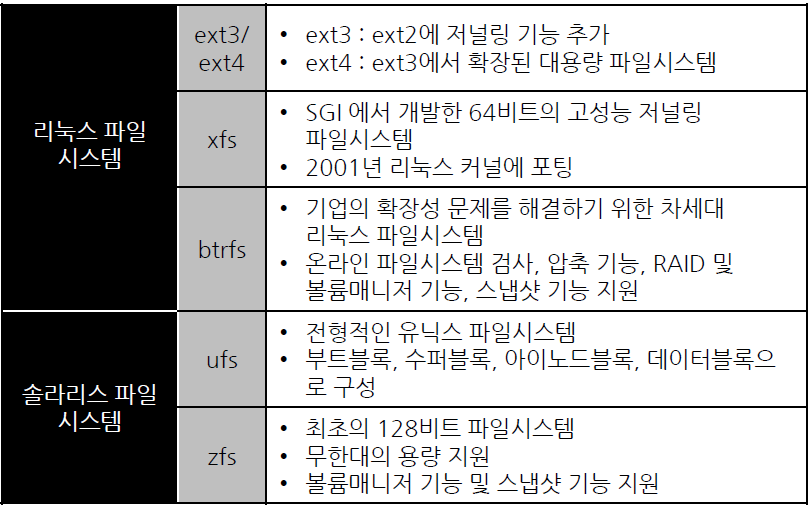 리눅스 파일
시스템
ext3/
ext4
• ext3 : ext2에 저널링 기능 추가
• ext4 : ext3에서 확장된 대용량 파일시스템
xfs
• SGI 에서 개발한 64비트의 고성능 저널링
파일시스템
• 2001년 리눅스 커널에 포팅
btrfs
• 기업의 확장성 문제를 해결하기 위한 차세대
리눅스 파일시스템
• 온라인 파일시스템 검사, 압축 기능, RAID 및
볼륨매니저 기능, 스냅샷 기능 지원
솔라리스 파일
시스템
ufs
• 전형적인 유닉스 파일시스템
• 부트블록, 수퍼블록, 아이노드블록, 데이터블록으
로 구성
zfs
• 최초의 128비트 파일시스템
• 무한대의 용량 지원
• 볼륨매니저 기능 및 스냅샷 기능 지원